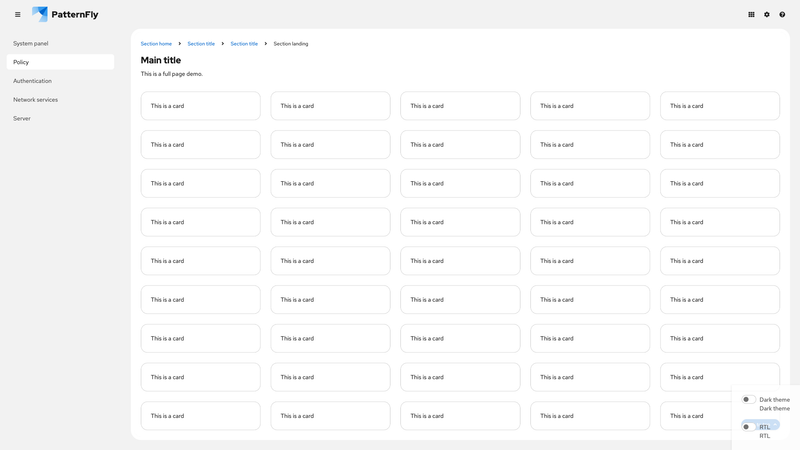 PatternFly
System panel
Policy
Authentication
Network services
Server
Section home Section title Section title Section landing
Main title
This is a full page demo.
This is a card This is a card This is a card This is a card This is a card
This is a card This is a card This is a card This is a card This is a card
This is a card This is a card This is a card This is a card This is a card
This is a card This is a card This is a card This is a card This is a card
This is a card This is a card This is a card This is a card This is a card
This is a card This is a card This is a card This is a card This is a card
This is a card This is a card This is a card This is a card This is a card
This is a card This is a card This is a card This is a card This is a card
This is a card This is a card This is a card This is a card This is a card
Dark theme
Dark theme
RTL
RTL